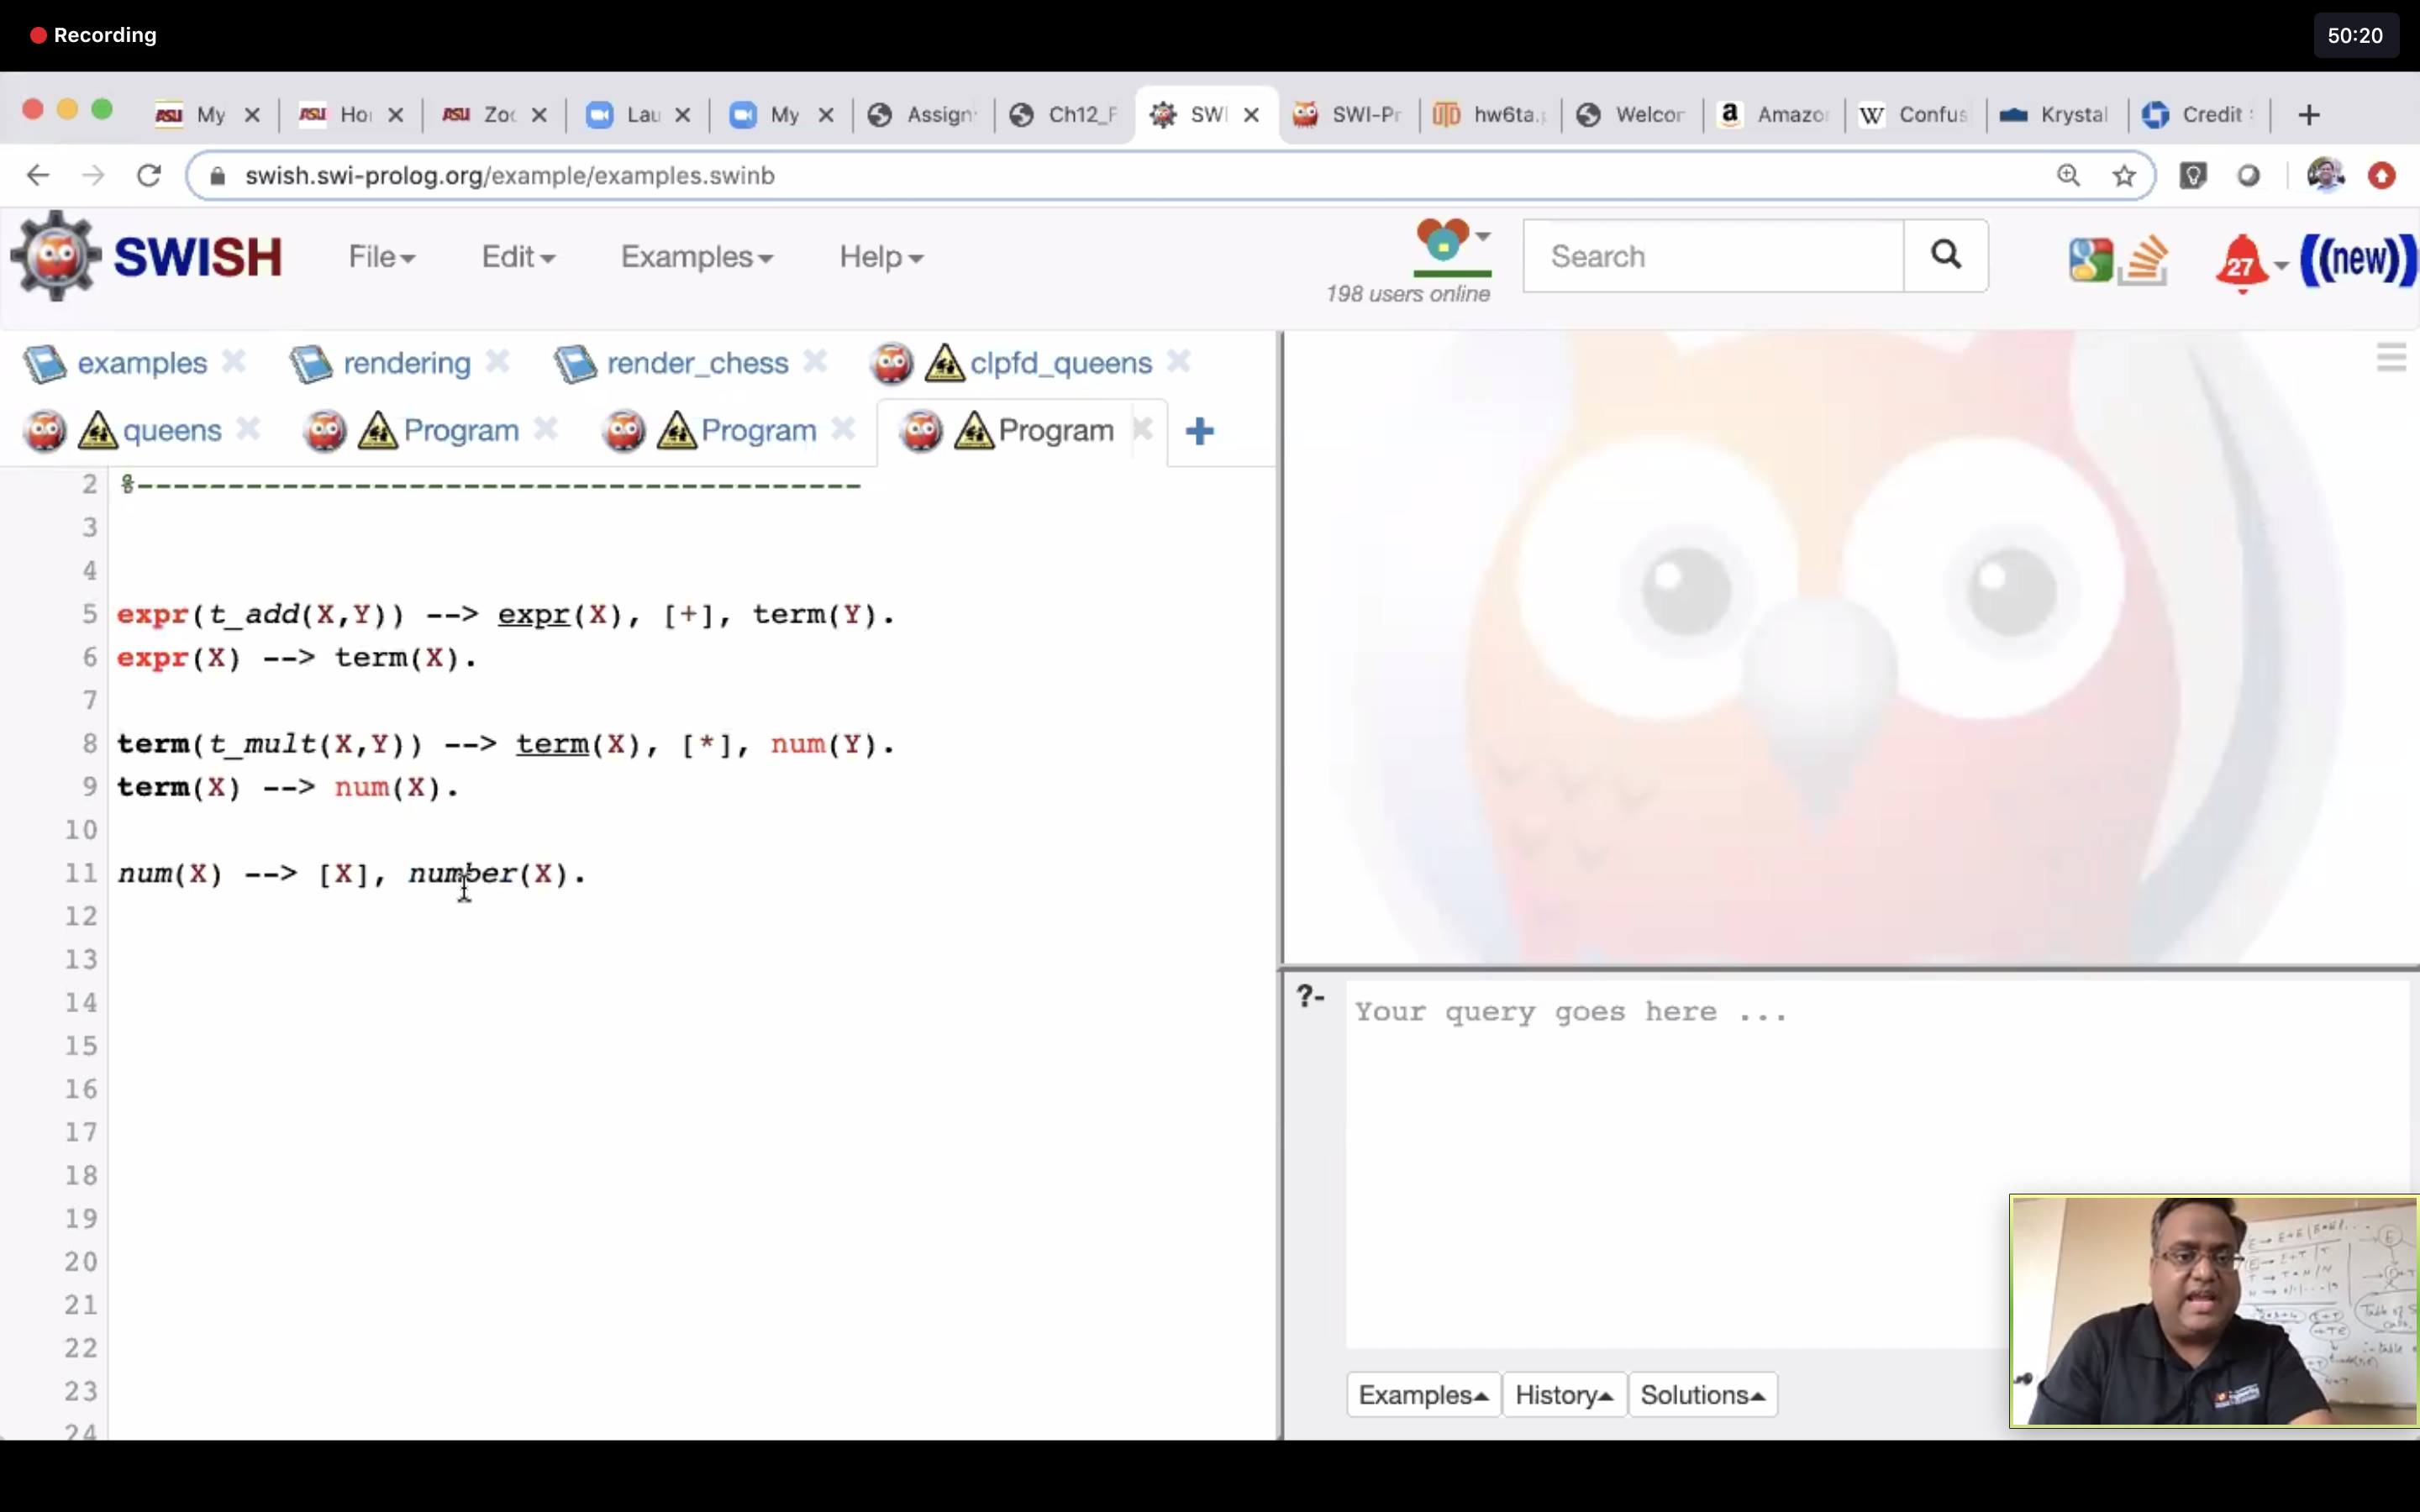 Recording
50:20
My Ho Zo Lau My Assign Ch12_F SWI SWI-Pr hw6ta. Welcor Amazo Confus Krystal Credit
swish.swi-prolog.org/example/examples.swinb
SWISH File Edit Examples Help Search 27 ((new))
198 users online
examples rendering render_chess clpfd_queens
queens Program Program Program
2 %----------------------------------------
3
4
5 expr(t_add(X,Y)) --> expr(X), [+], term(Y).
6 expr(X) --> term(X).
7
8 term(t_mult(X,Y)) --> term(X), [*], num(Y).
9 term(X) --> num(X).
10
11 num(X) --> [X], number(X).
12
13
14
15
16
17
18
19
20
21
22
23
24
?- Your query goes here ...
Examples History Solutions